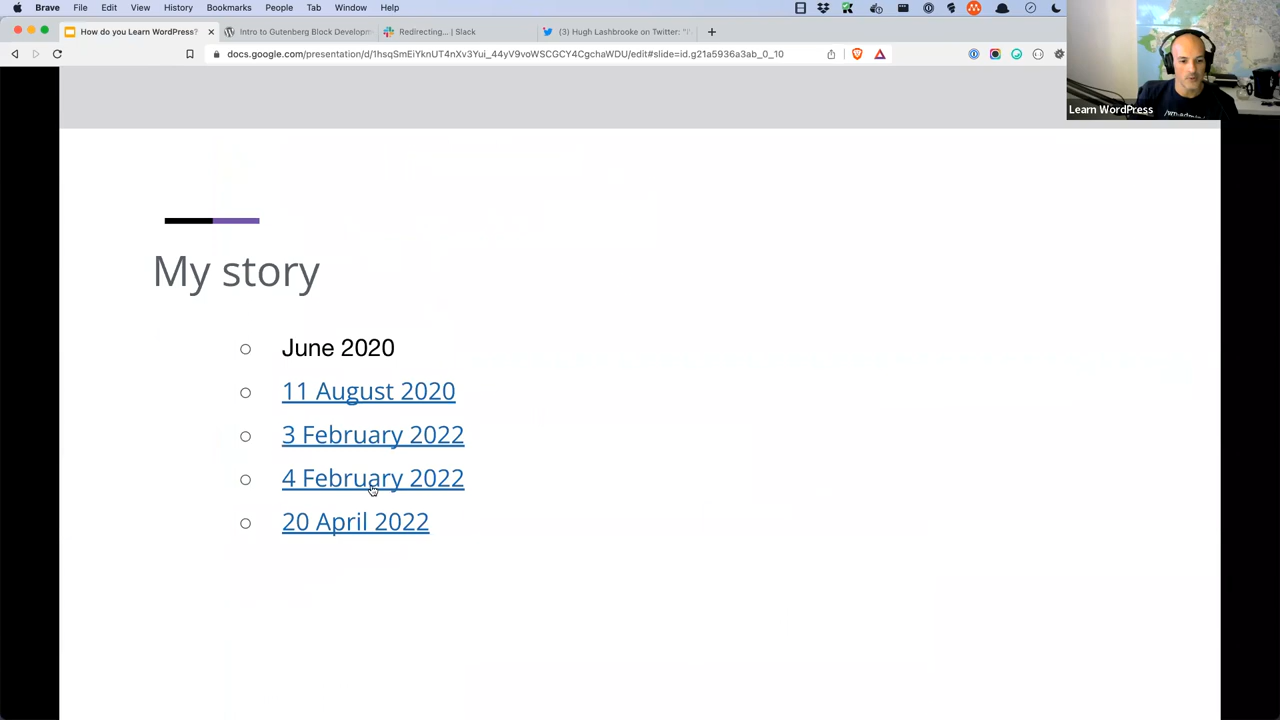 Brave File Edit View History Bookmarks People Tab Window Help
How do you Learn WordPress? Intro to Gutenberg Block Developm Redirecting... | Slack (3) Hugh Lashbrooke on Twitter: "I'
docs.google.com/presentation/d/1hsqSmEiYknUT4nXv3Yui_44yV9voWSCGCY4CgchaWDU/edit#slide=id.g21a5936a3ab_0_10
Learn WordPress
My story
June 2020
11 August 2020
3 February 2022
4 February 2022
20 April 2022